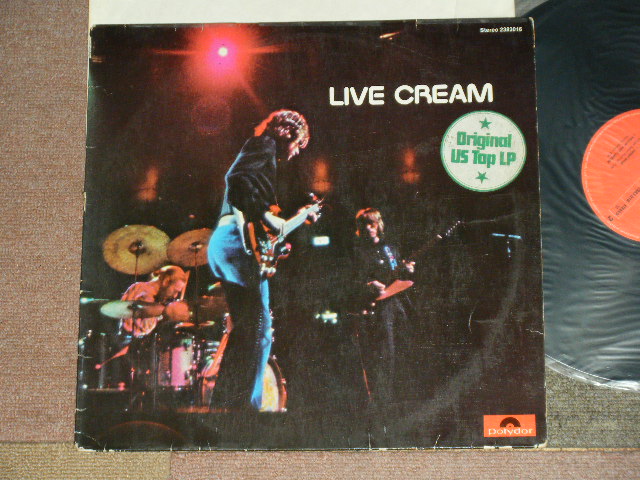 Stereo 2383016
LIVE CREAM
Original
US Top LP
Polydor